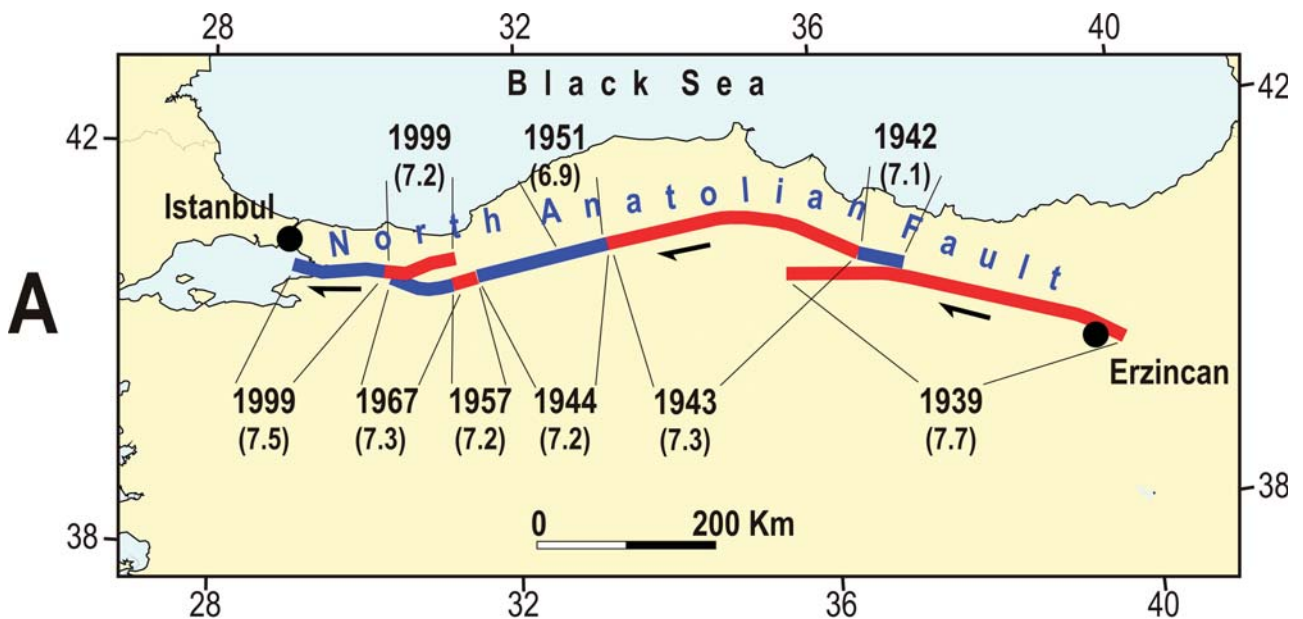 28 32 36 40
Black Sea
42
42
1999 1951 1942
(7.2) (6.9) (7.1)
Istanbul
North Anatolian Fault
A
Erzincan
1999 1967 1957 1944 1943 1939
(7.5) (7.3) (7.2) (7.2) (7.3) (7.7)
38
0 200 Km
38
28 32 36 40